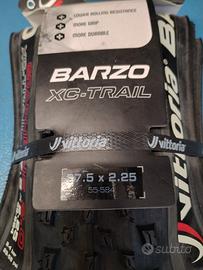 LOWER ROLLING RESISTANCE
MORE GRIP
MORE DURABLE
BARZO
XC-TRAIL
vittoria
27.5 x 2.25
55-584
vittoria
subito